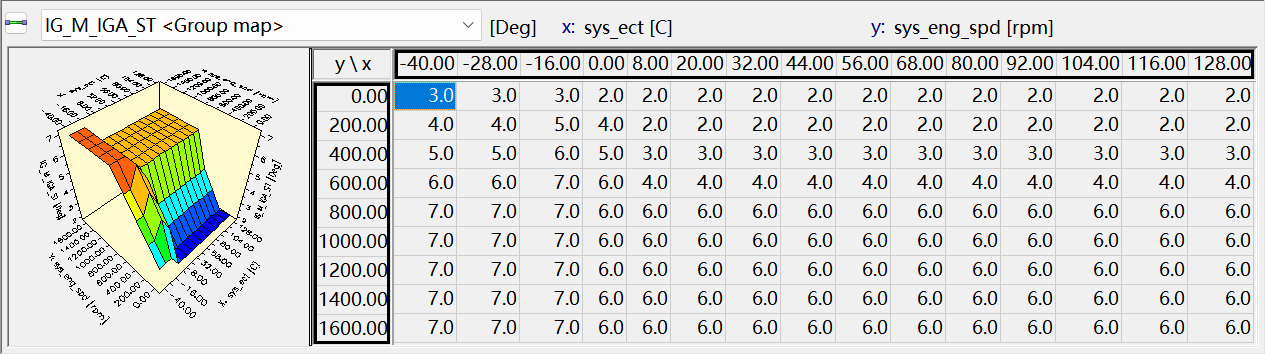 IG_M_IGA_ST <Group map> [Deg] x: sys_ect [C] y: sys_eng_spd [rpm]
y \ x -40.00 -28.00 -16.00 0.00 8.00 20.00 32.00 44.00 56.00 68.00 80.00 92.00 104.00 116.00 128.00
0.00 3.0 3.0 3.0 2.0 2.0 2.0 2.0 2.0 2.0 2.0 2.0 2.0 2.0 2.0 2.0
200.00 4.0 4.0 5.0 4.0 2.0 2.0 2.0 2.0 2.0 2.0 2.0 2.0 2.0 2.0 2.0
400.00 5.0 5.0 6.0 5.0 3.0 3.0 3.0 3.0 3.0 3.0 3.0 3.0 3.0 3.0 3.0
600.00 6.0 6.0 7.0 6.0 4.0 4.0 4.0 4.0 4.0 4.0 4.0 4.0 4.0 4.0 4.0
800.00 7.0 7.0 7.0 6.0 6.0 6.0 6.0 6.0 6.0 6.0 6.0 6.0 6.0 6.0 6.0
1000.00 7.0 7.0 7.0 6.0 6.0 6.0 6.0 6.0 6.0 6.0 6.0 6.0 6.0 6.0 6.0
1200.00 7.0 7.0 7.0 6.0 6.0 6.0 6.0 6.0 6.0 6.0 6.0 6.0 6.0 6.0 6.0
1400.00 7.0 7.0 7.0 6.0 6.0 6.0 6.0 6.0 6.0 6.0 6.0 6.0 6.0 6.0 6.0
1600.00 7.0 7.0 7.0 6.0 6.0 6.0 6.0 6.0 6.0 6.0 6.0 6.0 6.0 6.0 6.0